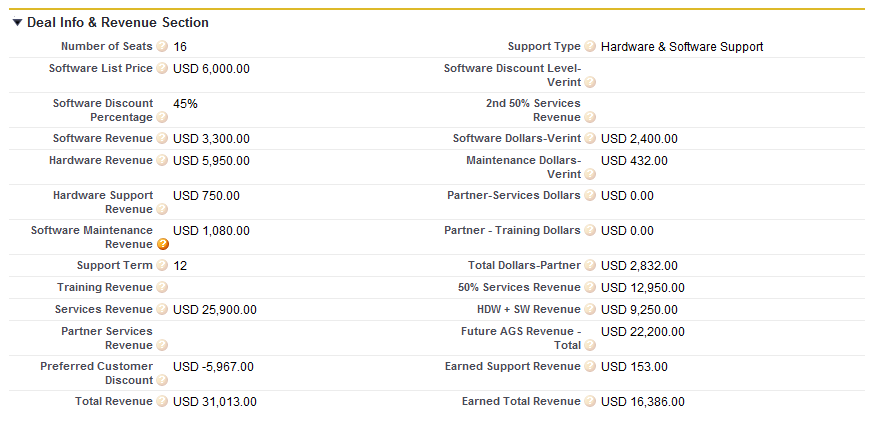 Deal Info & Revenue Section
Number of Seats ? 16 Support Type ? Hardware & Software Support
Software List Price ? USD 6,000.00 Software Discount Level-
Verint ?
Software Discount 45% 2nd 50% Services
Percentage ? Revenue ?
Software Revenue ? USD 3,300.00 Software Dollars-Verint ? USD 2,400.00
Hardware Revenue ? USD 5,950.00 Maintenance Dollars- USD 432.00
Verint ?
Hardware Support USD 750.00 Partner-Services Dollars ? USD 0.00
Revenue ?
Software Maintenance USD 1,080.00 Partner - Training Dollars ? USD 0.00
Revenue ?
Support Term ? 12 Total Dollars-Partner ? USD 2,832.00
Training Revenue ? 50% Services Revenue ? USD 12,950.00
Services Revenue ? USD 25,900.00 HDW + SW Revenue ? USD 9,250.00
Partner Services Future AGS Revenue - USD 22,200.00
Revenue ? Total ?
Preferred Customer USD -5,967.00 Earned Support Revenue ? USD 153.00
Discount ?
Total Revenue ? USD 31,013.00 Earned Total Revenue ? USD 16,386.00